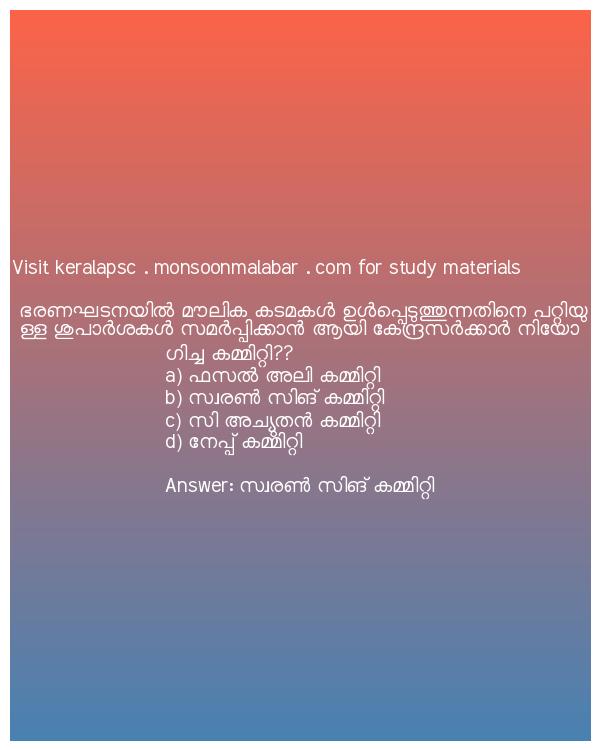 Visit keralapsc . monsoonmalabar . com for study materials
ഭരണഘടനയിൽ മൗലിക കടമകൾ ഉൾപ്പെടുത്തുന്നതിനെ പറ്റിയു
ള്ള ശുപാർശകൾ സമർപ്പിക്കാൻ ആയി കേന്ദ്രസർക്കാർ നിയോ
ഗിച്ച കമ്മിറ്റി??
a) ഫസൽ അലി കമ്മിറ്റി
b) സ്വരൺ സിങ് കമ്മിറ്റി
c) സി അച്യുതൻ കമ്മിറ്റി
d) നേപ്പ് കമ്മിറ്റി
Answer: സ്വരൺ സിങ് കമ്മിറ്റി